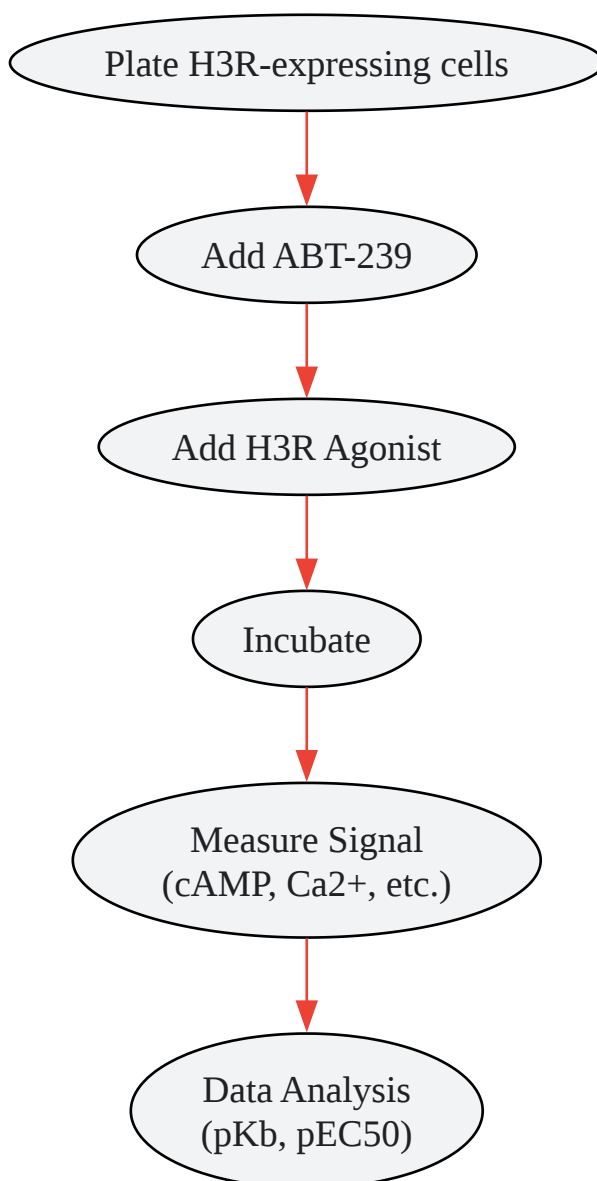 Plate H3R-expressing cells
Add ABT-239
Add H3R Agonist
Incubate
Measure Signal
(cAMP, Ca2+, etc.)
Data Analysis
(pKb, pEC50)